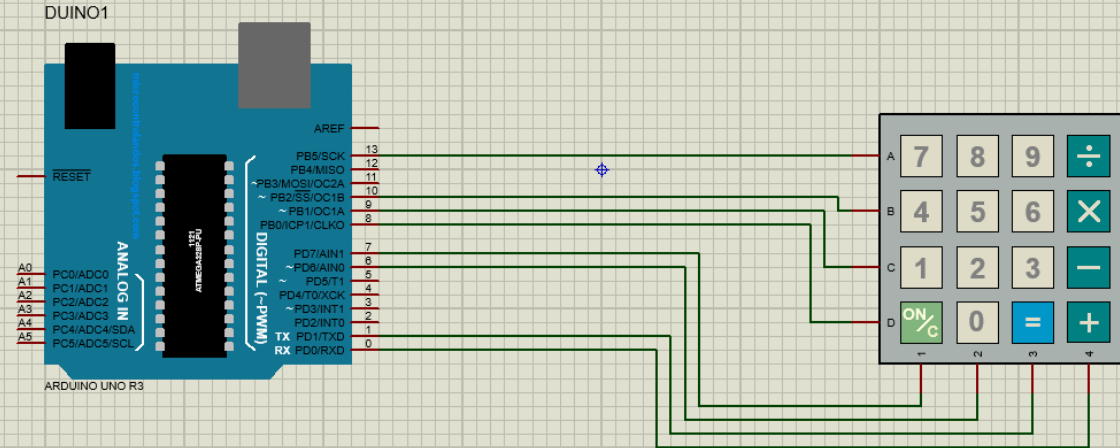 DUINO1
microcontrolandos.blogspot.com
AREF
RESET
PB5/SCK 13
PB4/MISO 12
~PB3/MOSI/OC2A 11
~ PB2/SS/OC1B 10
~ PB1/OC1A 9
PB0/ICP1/CLKO 8
PD7/AIN1 7
~PD6/AIN0 6
~ PD5/T1 5
PD4/T0/XCK 4
~PD3/INT1 3
PD2/INT0 2
TX PD1/TXD 1
RX PD0/RXD 0
DIGITAL (~PWM)
1121
ATMEGA328P-PU
ANALOG IN
A0 PC0/ADC0
A1 PC1/ADC1
A2 PC2/ADC2
A3 PC3/ADC3
A4 PC4/ADC4/SDA
A5 PC5/ADC5/SCL
ARDUINO UNO R3
A 7 8 9 ÷
B 4 5 6 ×
C 1 2 3 −
D ON/C 0 = +
1 2 3 4